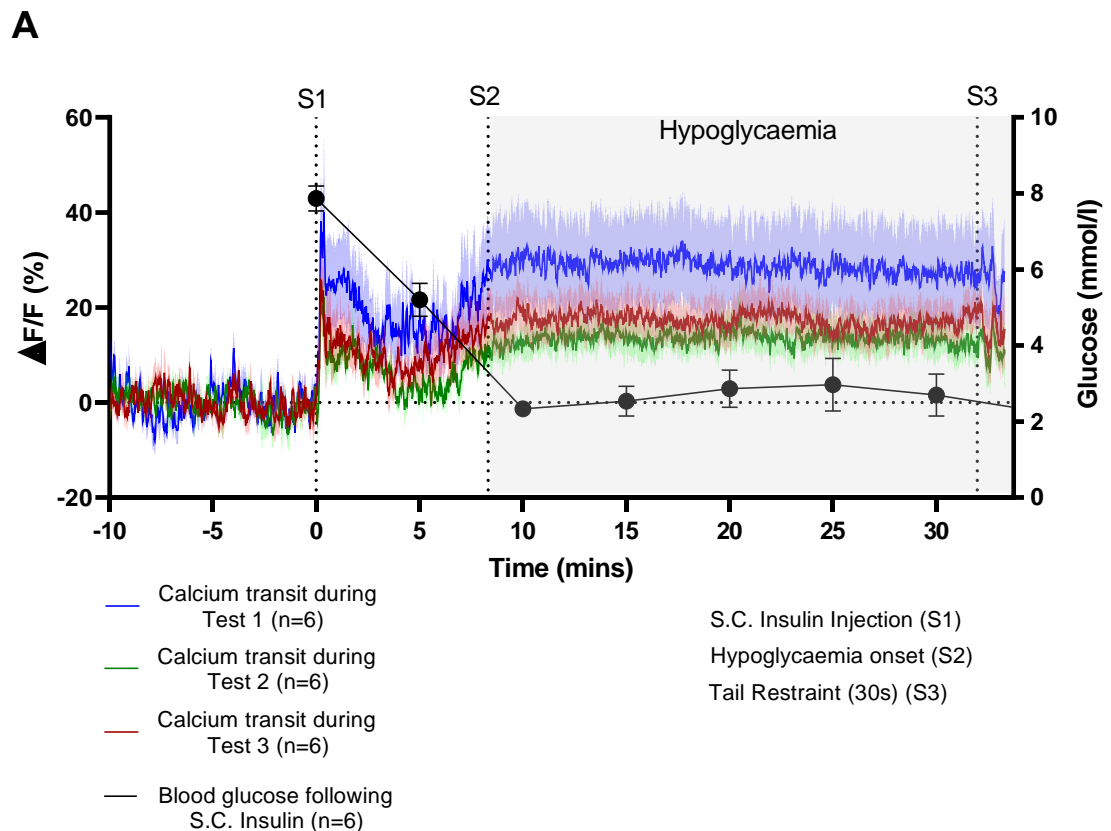 A
S1
S2
S3
60
40
20
0
-20
ΔF/F (%)
Hypoglycaemia
10
8
6
4
2
0
Glucose (mmol/l)
-10
-5
0
5
10
15
20
25
30
Time (mins)
Calcium transit during
Test 1 (n=6)
Calcium transit during
Test 2 (n=6)
Calcium transit during
Test 3 (n=6)
Blood glucose following
S.C. Insulin (n=6)
S.C. Insulin Injection (S1)
Hypoglycaemia onset (S2)
Tail Restraint (30s) (S3)